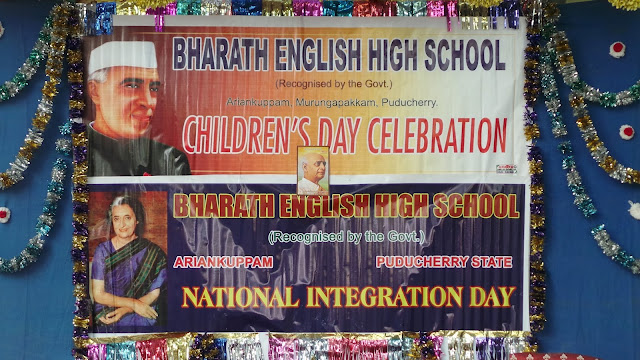 BHARATH ENGLISH HIGH SCHOOL
(Recognised by the Govt.)
Ariankuppam, Murungapakkam, Puducherry.
CHILDREN'S DAY CELEBRATION
BHARATH ENGLISH HIGH SCHOOL
(Recognised by the Govt.)
ARIANKUPPAM PUDUCHERRY STATE
NATIONAL INTEGRATION DAY